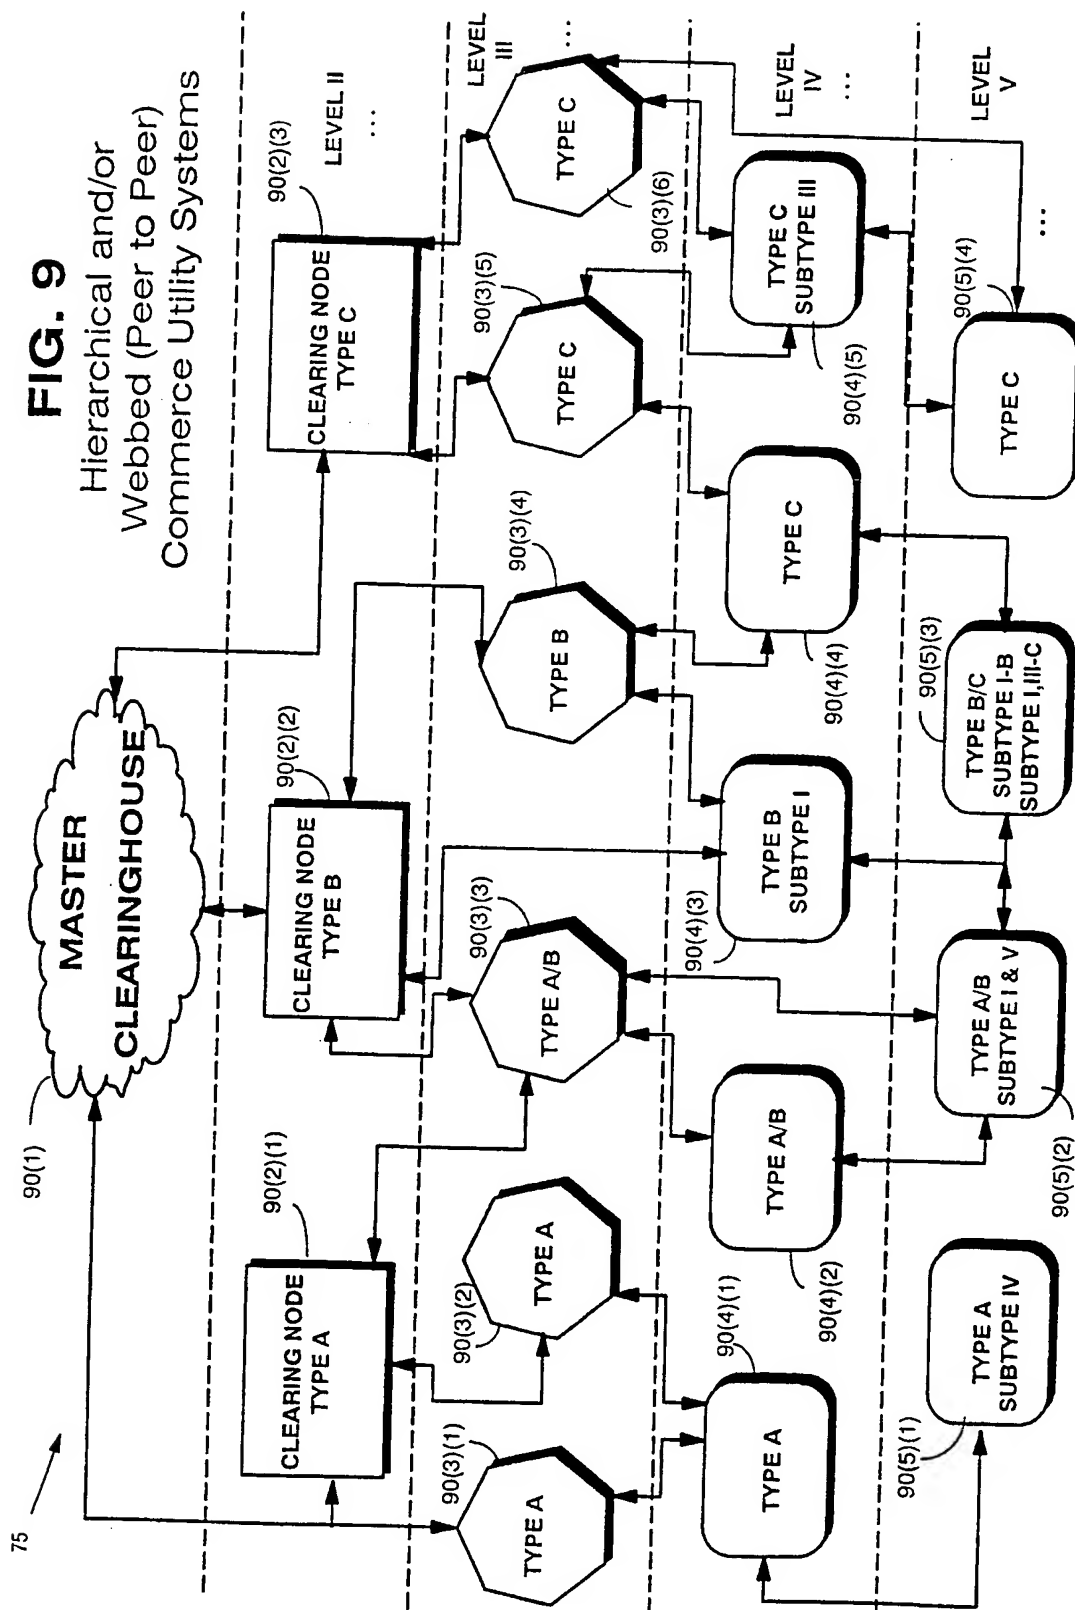 FIG. 9
Hierarchical and/or
Webbed (Peer to Peer)
Commerce Utility Systems
75
90(1)
MASTER
CLEARINGHOUSE
LEVEL II
...
90(2)(1)
CLEARING NODE
TYPE A
90(2)(2)
CLEARING NODE
TYPE B
90(2)(3)
CLEARING NODE
TYPE C
LEVEL
III
...
90(3)(1)
TYPE A
90(3)(2)
TYPE A
90(3)(3)
TYPE A/B
90(3)(4)
TYPE B
90(3)(5)
TYPE C
90(3)(6)
TYPE C
LEVEL
IV
...
90(4)(1)
TYPE A
90(4)(2)
TYPE A/B
90(4)(3)
TYPE B
SUBTYPE I
90(4)(4)
TYPE C
90(4)(5)
TYPE C
SUBTYPE III
LEVEL
V
...
90(5)(1)
TYPE A
SUBTYPE IV
90(5)(2)
TYPE A/B
SUBTYPE I & V
90(5)(3)
TYPE B/C
SUBTYPE I-B
SUBTYPE I,III-C
90(5)(4)
TYPE C